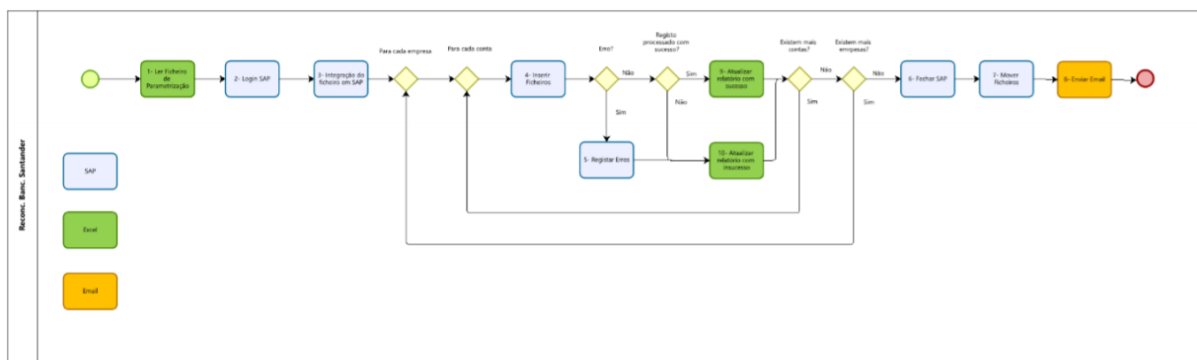 Reconc. Banc. Santander
1- Ler Ficheiro
de
Parametrização
2- Login SAP
3- Integração do
ficheiro em SAP
Para cada empresa
Para cada conta
4- Inserir
Ficheiros
Erro?
Não
Sim
5- Registar Erros
Registo
processado com
sucesso?
Sim
Não
9- Atualizar
relatório com
sucesso
10- Atualizar
relatório com
insucesso
Existem mais
contas?
Não
Sim
Existem mais
empresas?
Não
Sim
6- Fechar SAP
7- Mover
Ficheiros
8- Enviar Email
SAP
Excel
Email